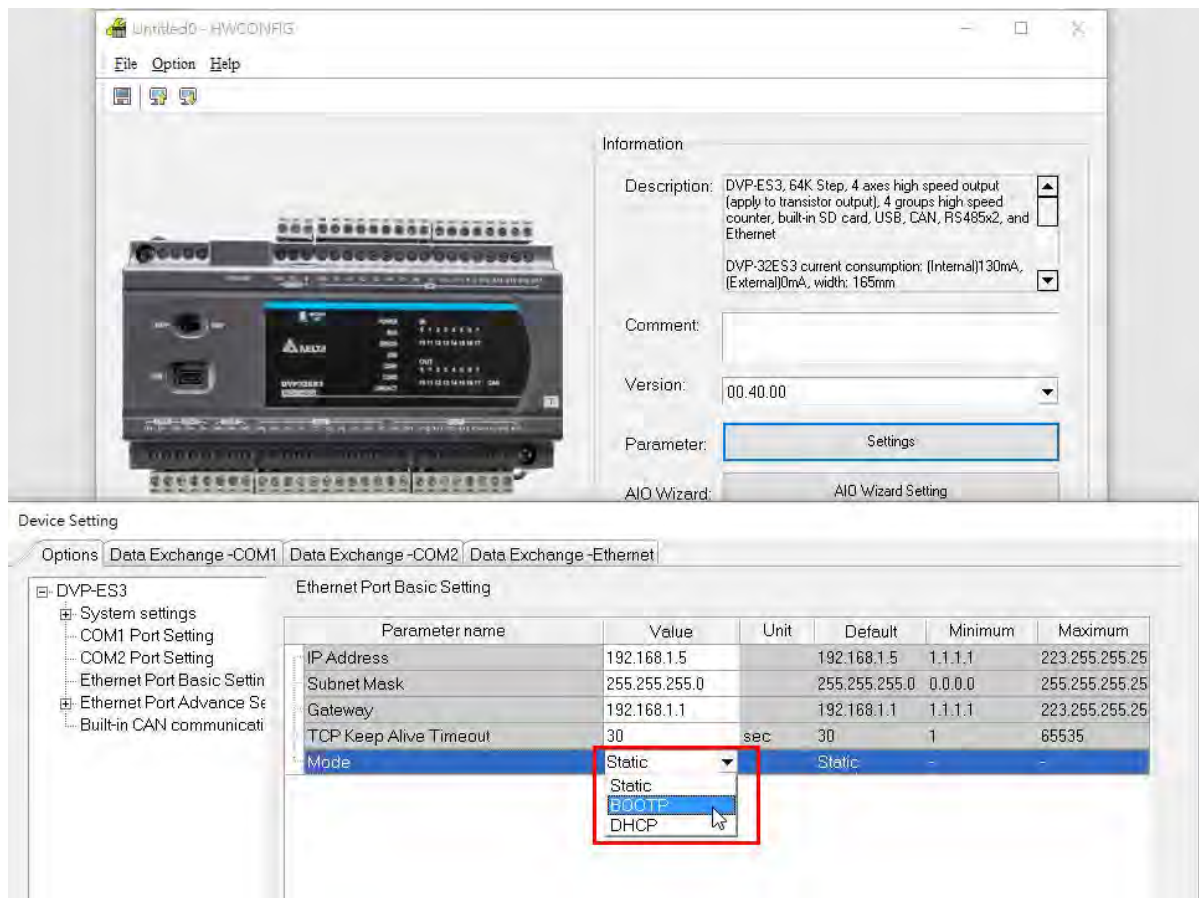 Untitled0 - HWCONFIG
File Option Help
Information
Description: DVP-ES3, 64K Step, 4 axes high speed output
(apply to transistor output), 4 groups high speed
counter, built-in SD card, USB, CAN, RS485x2, and
Ethernet
DVP-32ES3 current consumption: (Internal)130mA,
(External)0mA, width: 165mm
Comment:
Version: 00.40.00
Parameter: Settings
AIO Wizard: AIO Wizard Setting
DELTA
Device Setting
Options Data Exchange -COM1 Data Exchange -COM2 Data Exchange -Ethernet
DVP-ES3
System settings
COM1 Port Setting
COM2 Port Setting
Ethernet Port Basic Settin
Ethernet Port Advance Se
Built-in CAN communicati
Ethernet Port Basic Setting
Parameter name Value Unit Default Minimum Maximum
IP Address 192.168.1.5 192.168.1.5 1.1.1.1 223.255.255.25
Subnet Mask 255.255.255.0 255.255.255.0 0.0.0.0 255.255.255.25
Gateway 192.168.1.1 192.168.1.1 1.1.1.1 223.255.255.25
TCP Keep Alive Timeout 30 sec 30 1 65535
Mode Static Static - -
Static
BOOTP
DHCP